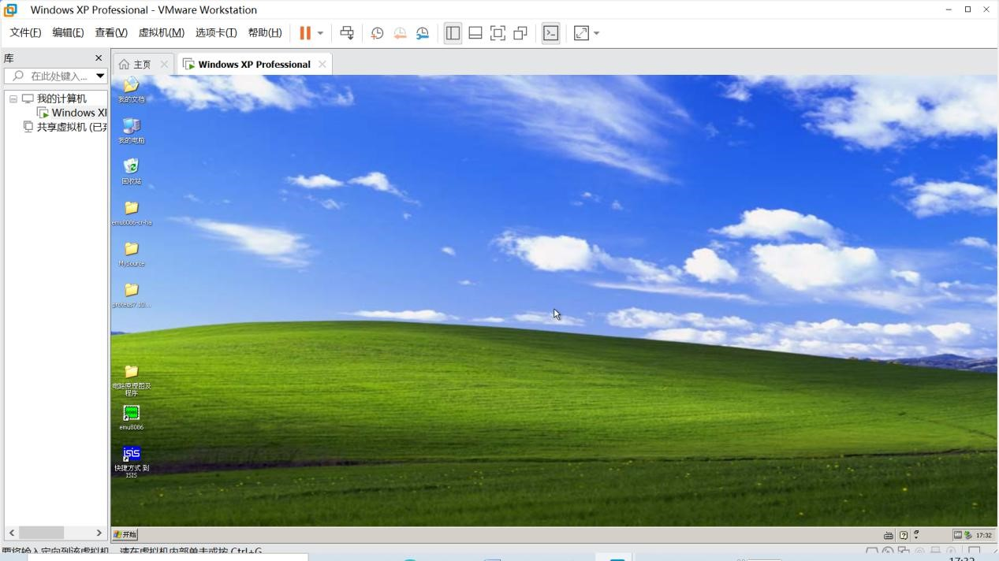 Windows XP Professional - VMware Workstation
文件(F) 编辑(E) 查看(V) 虚拟机(M) 选项卡(T) 帮助(H)
库
在此处键入...
我的计算机
Windows XI
共享虚拟机 (已弃
主页
Windows XP Professional
我的文档
我的电脑
回收站
emu8086-cr-ha
MySource
proteus7.10...
电路原理图及
程序
emu8086
isis
快捷方式 到
ISIS
开始
17:32
要将输入定向到该虚拟机，请在虚拟机内部单击或按 Ctrl+G。